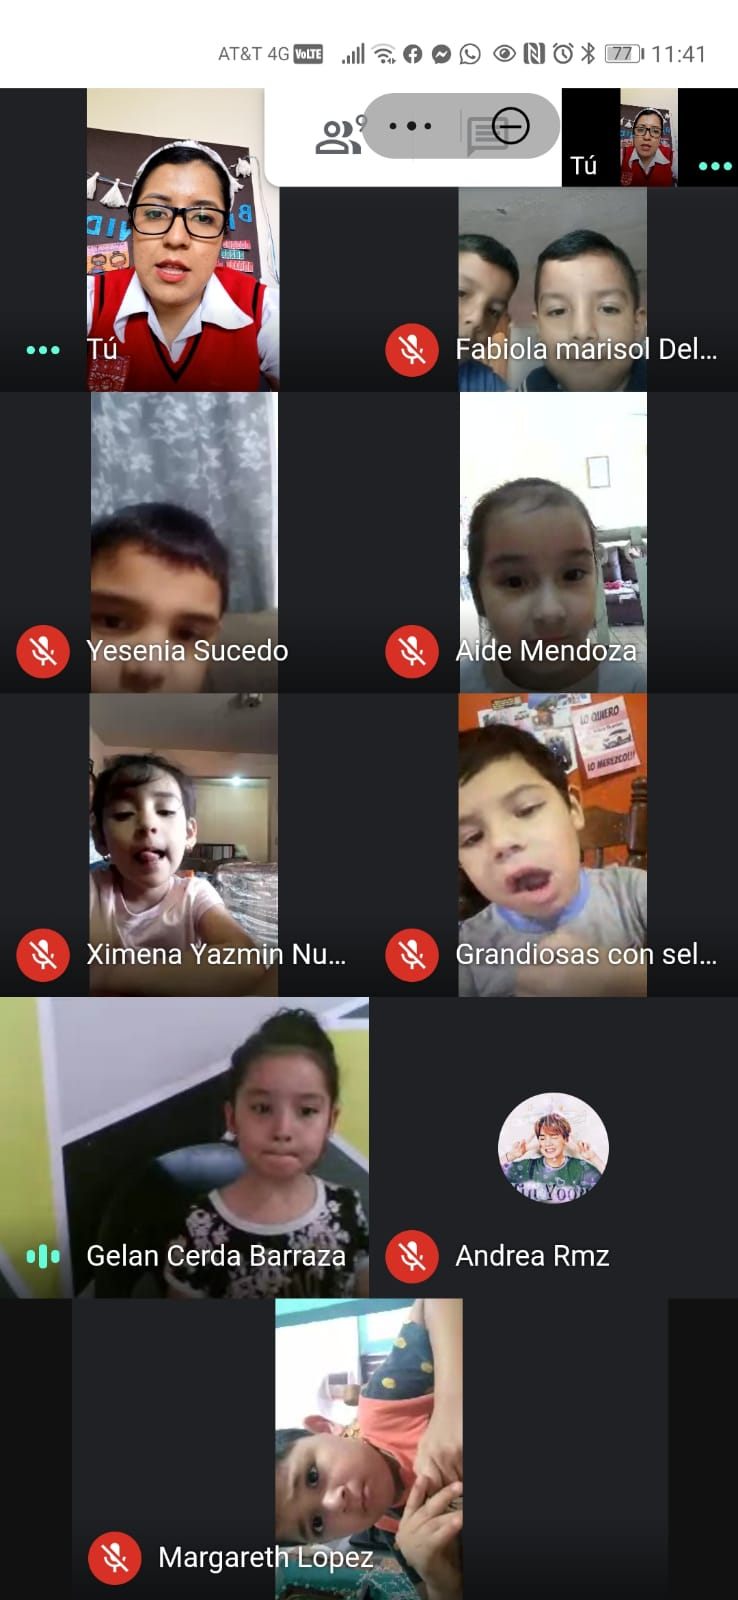 AT&T 4G VoLTE 77 11:41
9
Tú
Tú
Fabiola marisol Del...
Yesenia Sucedo
Aide Mendoza
LO QUIERO
LO MEREZCO!!!
Ximena Yazmin Nu...
Grandiosas con sel...
Gelan Cerda Barraza
Andrea Rmz
Margareth Lopez